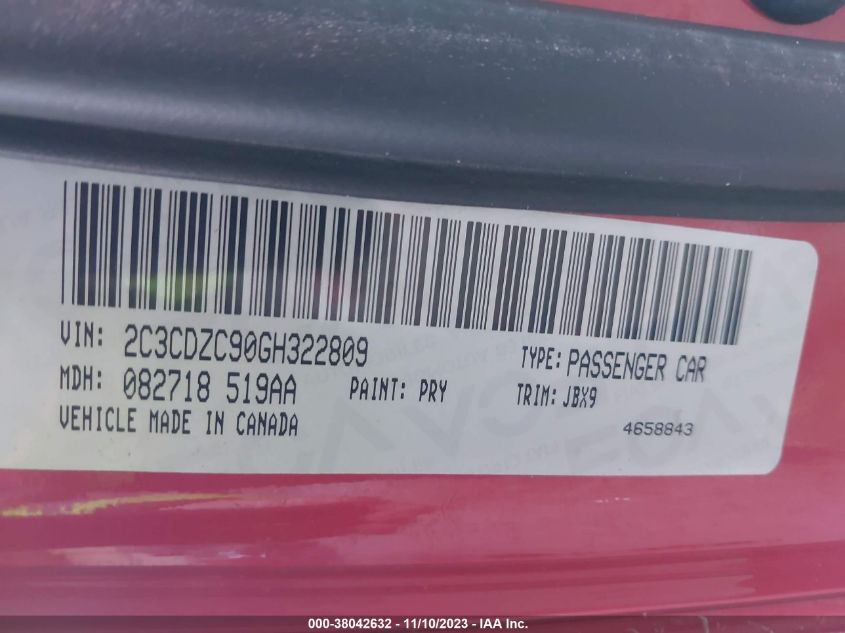 VIN: 2C3CDZC90GH322809 TYPE: PASSENGER CAR
MDH: 082718 519AA PAINT: PRY TRIM: JBX9
VEHICLE MADE IN CANADA 4658843
000-38042632 - 11/10/2023 - IAA Inc.